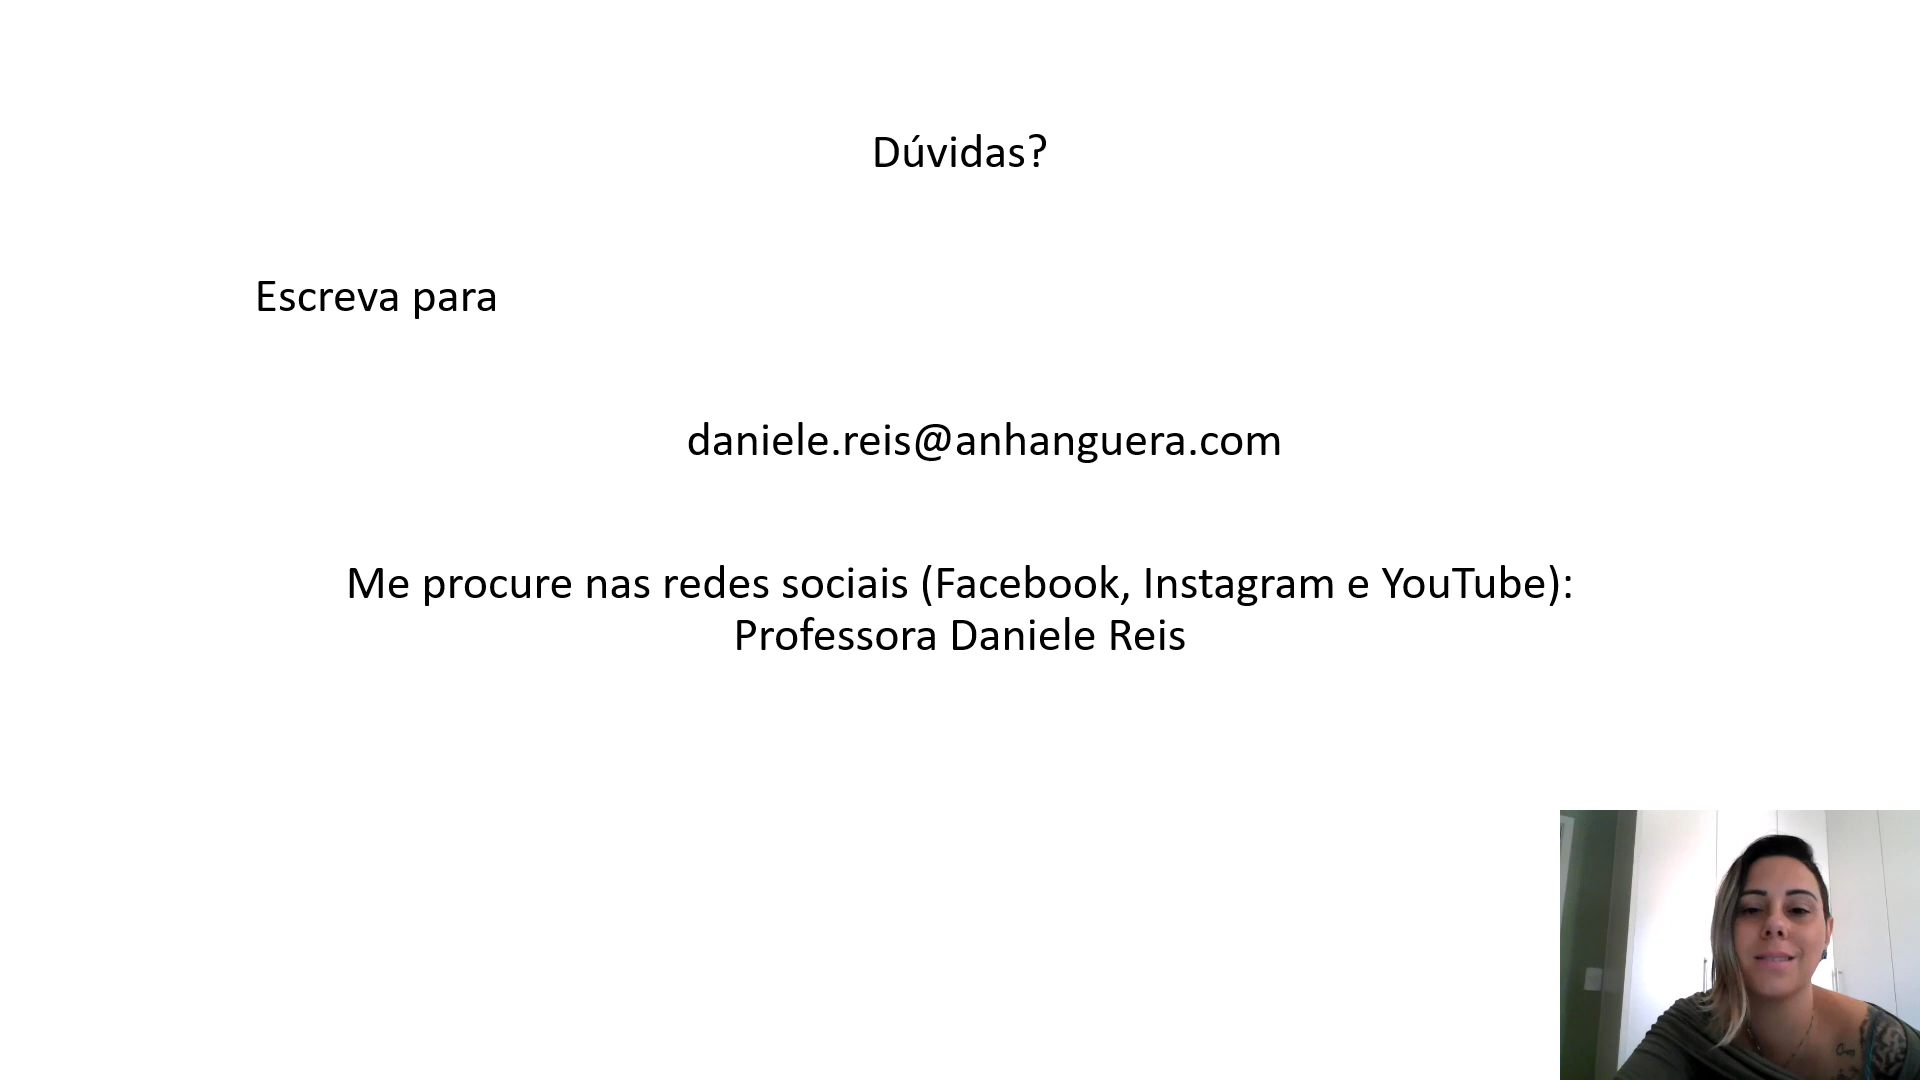 Dúvidas?
Escreva para
daniele.reis@anhanguera.com
Me procure nas redes sociais (Facebook, Instagram e YouTube):
Professora Daniele Reis